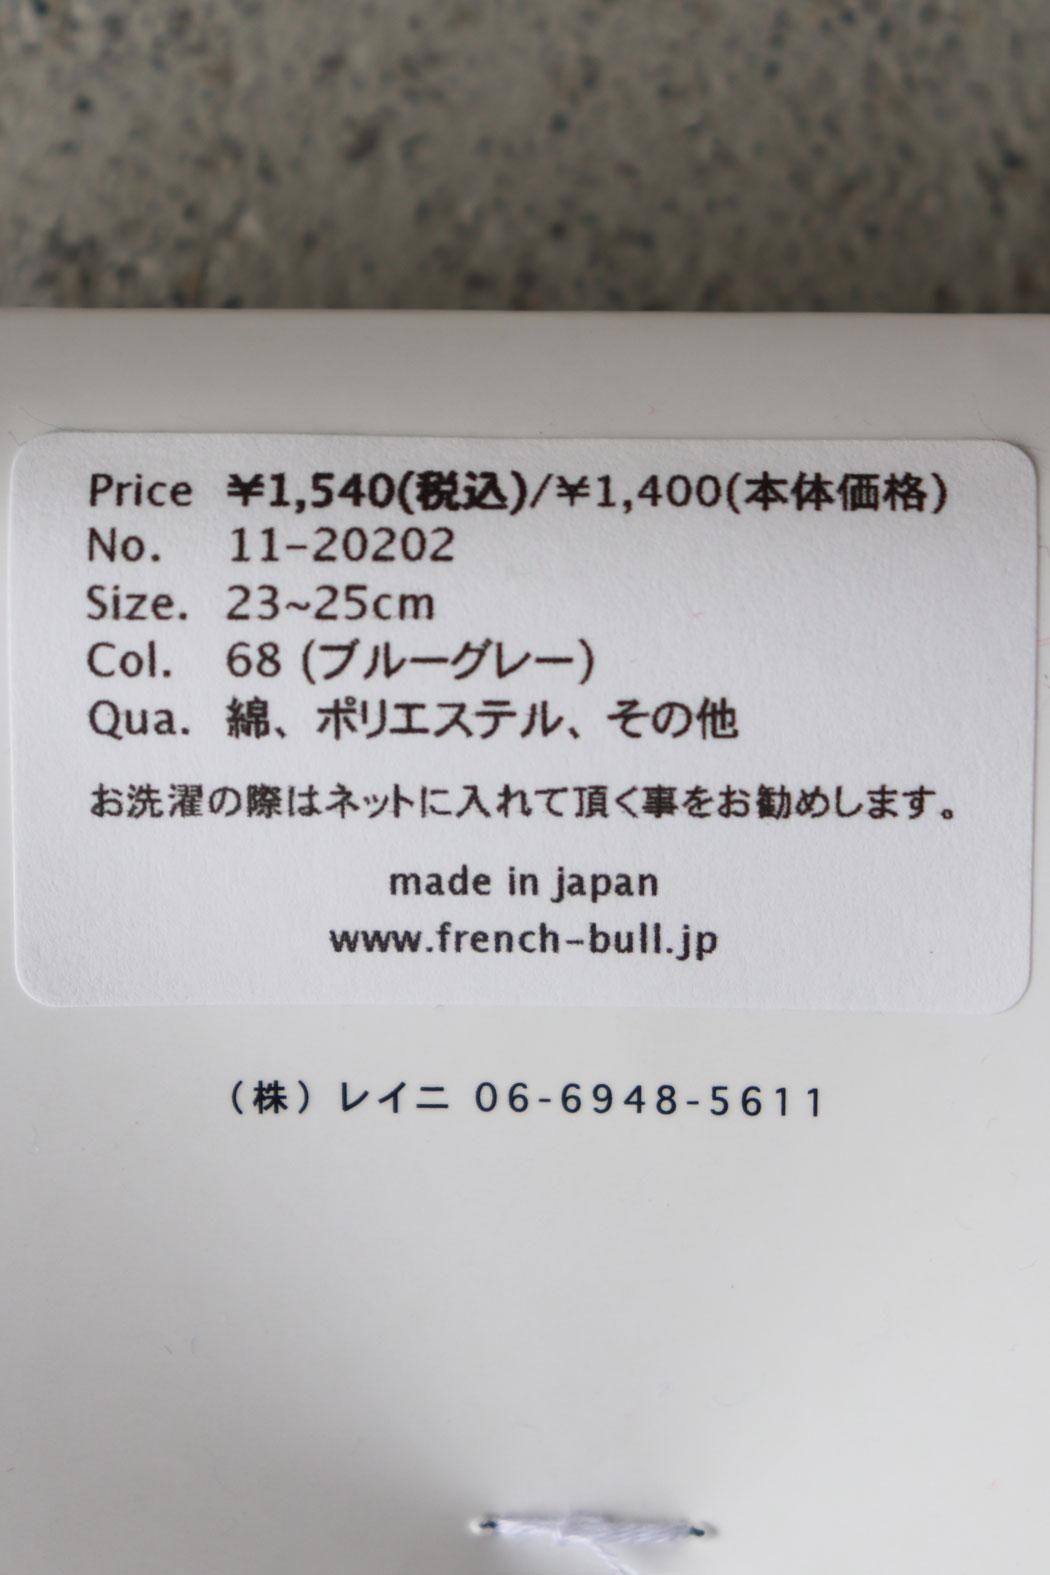 Price ¥1,540(税込)/¥1,400(本体価格)
No. 11-20202
Size. 23~25cm
Col. 68 (ブルーグレー)
Qua. 綿、ポリエステル、その他
お洗濯の際はネットに入れて頂く事をお勧めします。
made in japan
www.french-bull.jp
（株）レイニ 06-6948-5611